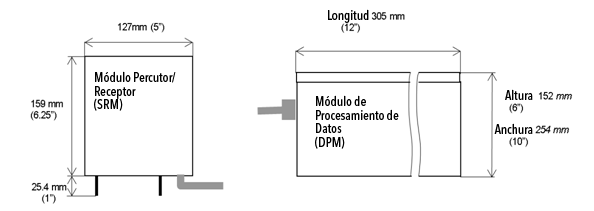 127mm (5")
Módulo Percutor/
Receptor
(SRM)
159 mm
(6.25")
25.4 mm
(1")
Longitud 305 mm
(12")
Módulo de
Procesamiento de
Datos
(DPM)
Altura 152 mm
(6")
Anchura 254 mm
(10")